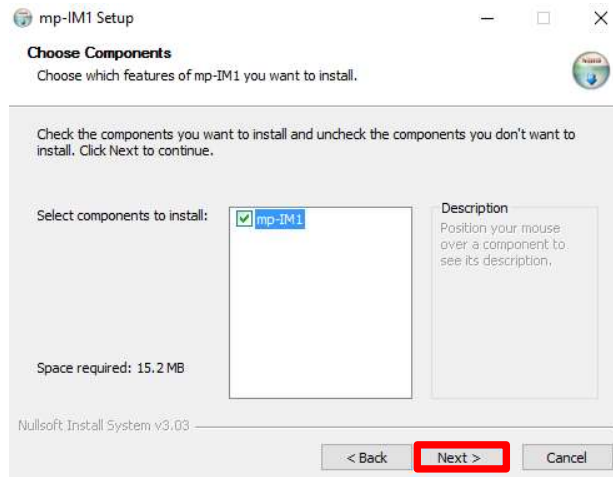 mp-IM1 Setup
Choose Components
Choose which features of mp-IM1 you want to install.
Check the components you want to install and uncheck the components you don't want to
install. Click Next to continue.
Select components to install:
mp-IM1
Description
Position your mouse
over a component to
see its description.
Space required: 15.2 MB
Nullsoft Install System v3.03
< Back
Next >
Cancel